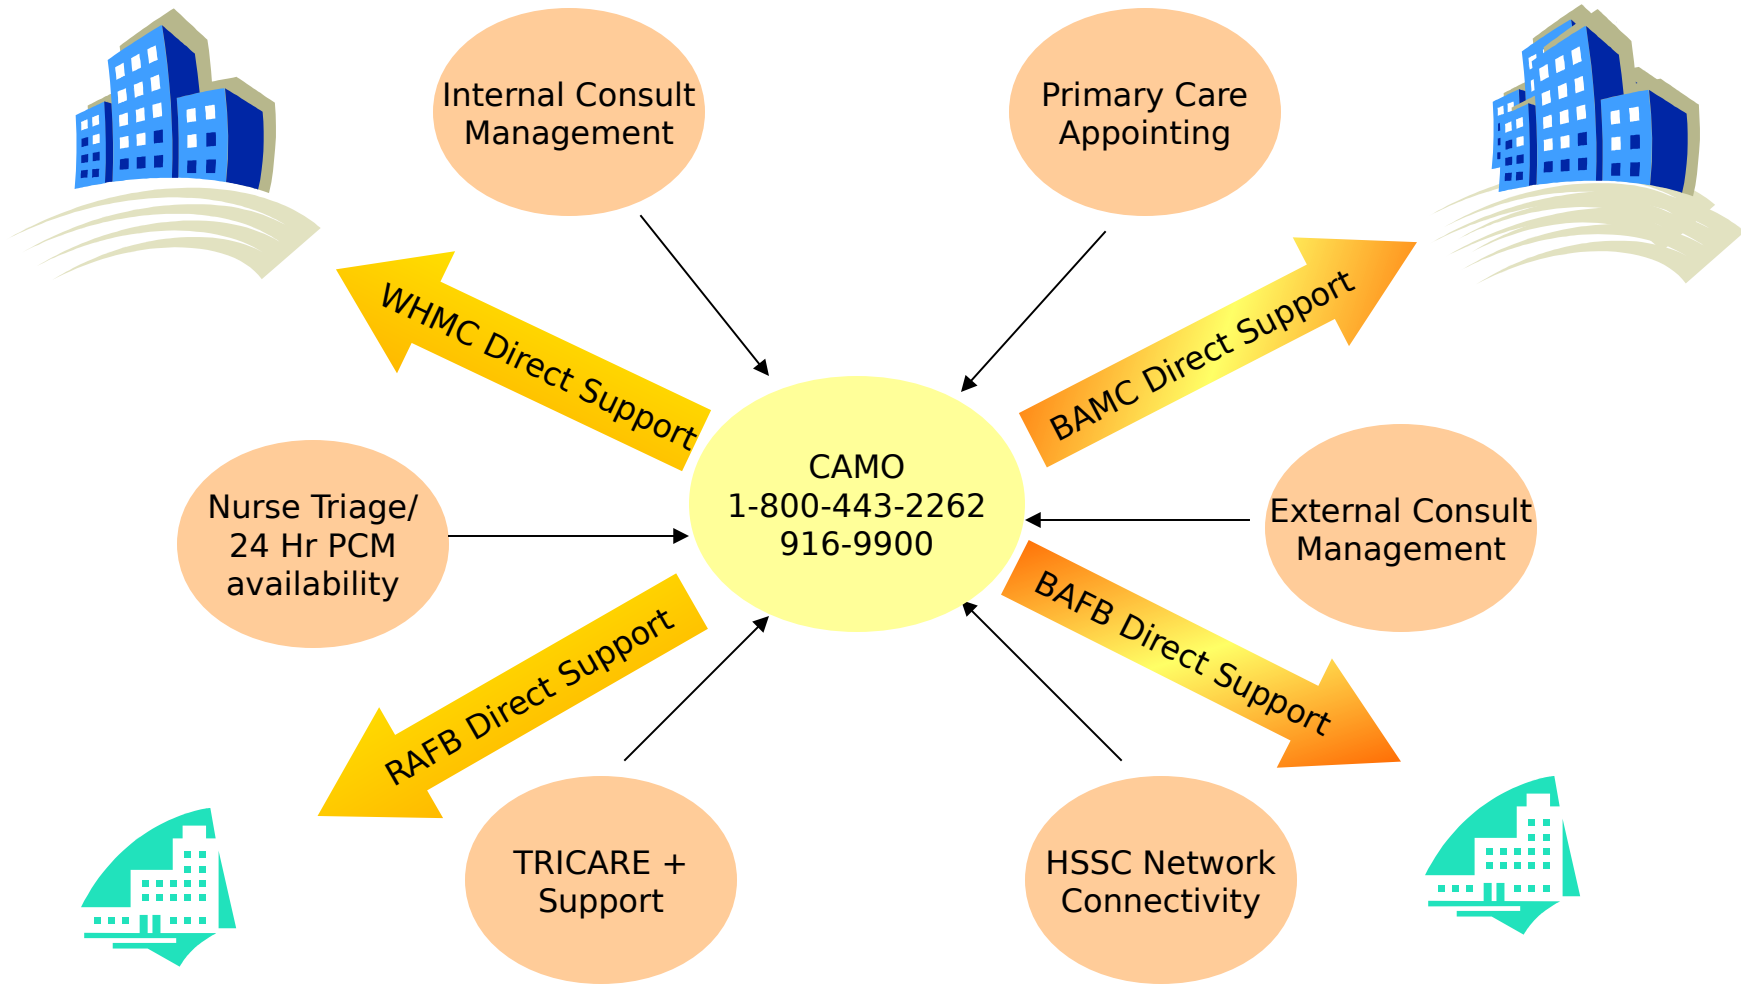 Internal Consult
Management
Primary Care
Appointing
WHMC Direct Support
BAMC Direct Support
CAMO
1-800-443-2262
916-9900
Nurse Triage/
24 Hr PCM
availability
External Consult
Management
RAFB Direct Support
BAFB Direct Support
TRICARE +
Support
HSSC Network
Connectivity